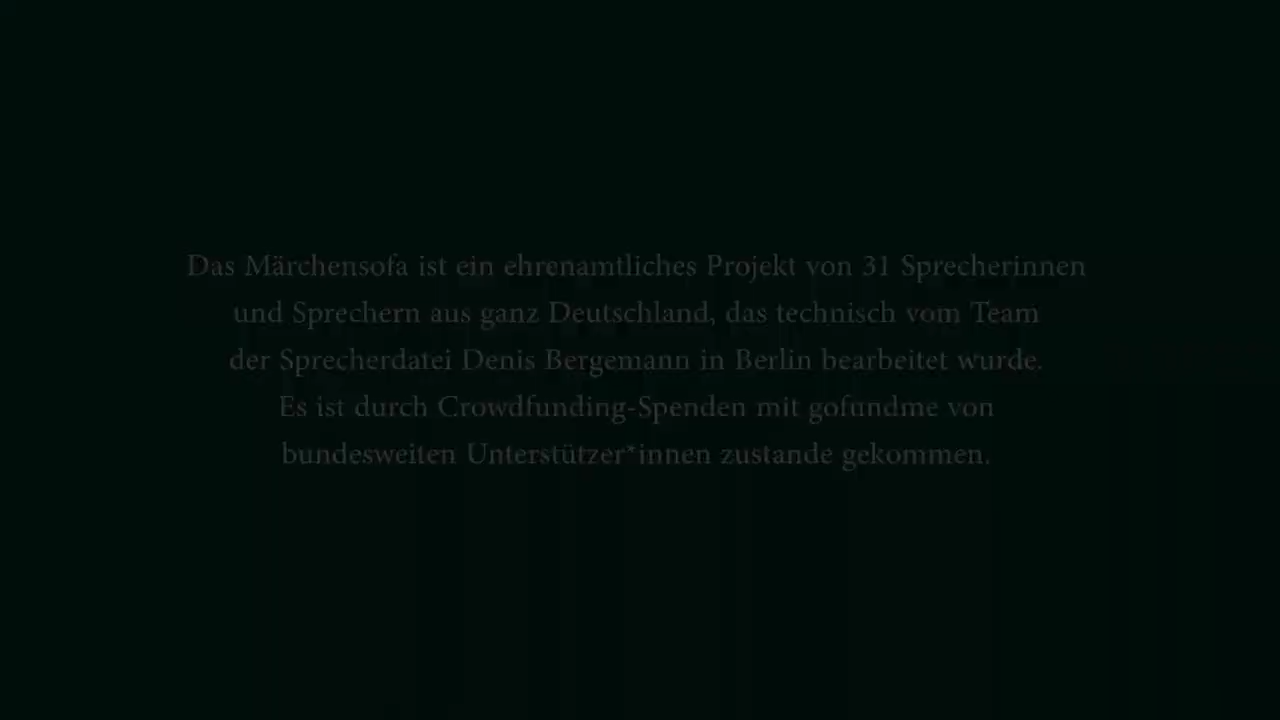 Das Märchensofa ist ein ehrenamtliches Projekt von 31 Sprecherinnen
und Sprechern aus ganz Deutschland, das technisch vom Team
der Sprecherdatei Denis Bergemann in Berlin bearbeitet wurde.
Es ist durch Crowdfunding-Spenden mit gofundme von
bundesweiten Unterstützer*innen zustande gekommen.